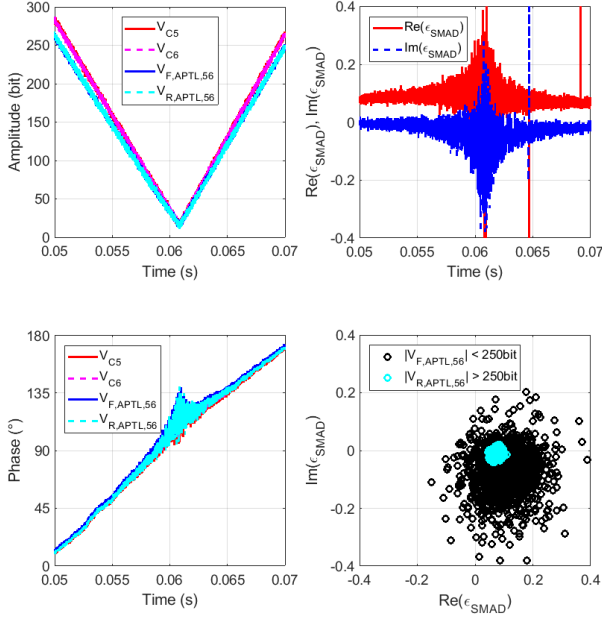 300
250
200
150
100
50
0
Amplitude (bit)
V_C5
V_C6
V_F,APTL,56
V_R,APTL,56
0.05 0.055 0.06 0.065 0.07
Time (s)
0.4
0.2
0
-0.2
-0.4
Re(ϵ_SMAD), Im(ϵ_SMAD)
Re(ϵ_SMAD)
Im(ϵ_SMAD)
0.05 0.055 0.06 0.065 0.07
Time (s)
180
135
90
45
0
Phase (°)
V_C5
V_C6
V_F,APTL,56
V_R,APTL,56
0.05 0.055 0.06 0.065 0.07
Time (s)
0.4
0.2
0
-0.2
-0.4
Im(ϵ_SMAD)
|V_F,APTL,56| < 250bit
|V_R,APTL,56| > 250bit
-0.4 -0.2 0 0.2 0.4
Re(ϵ_SMAD)